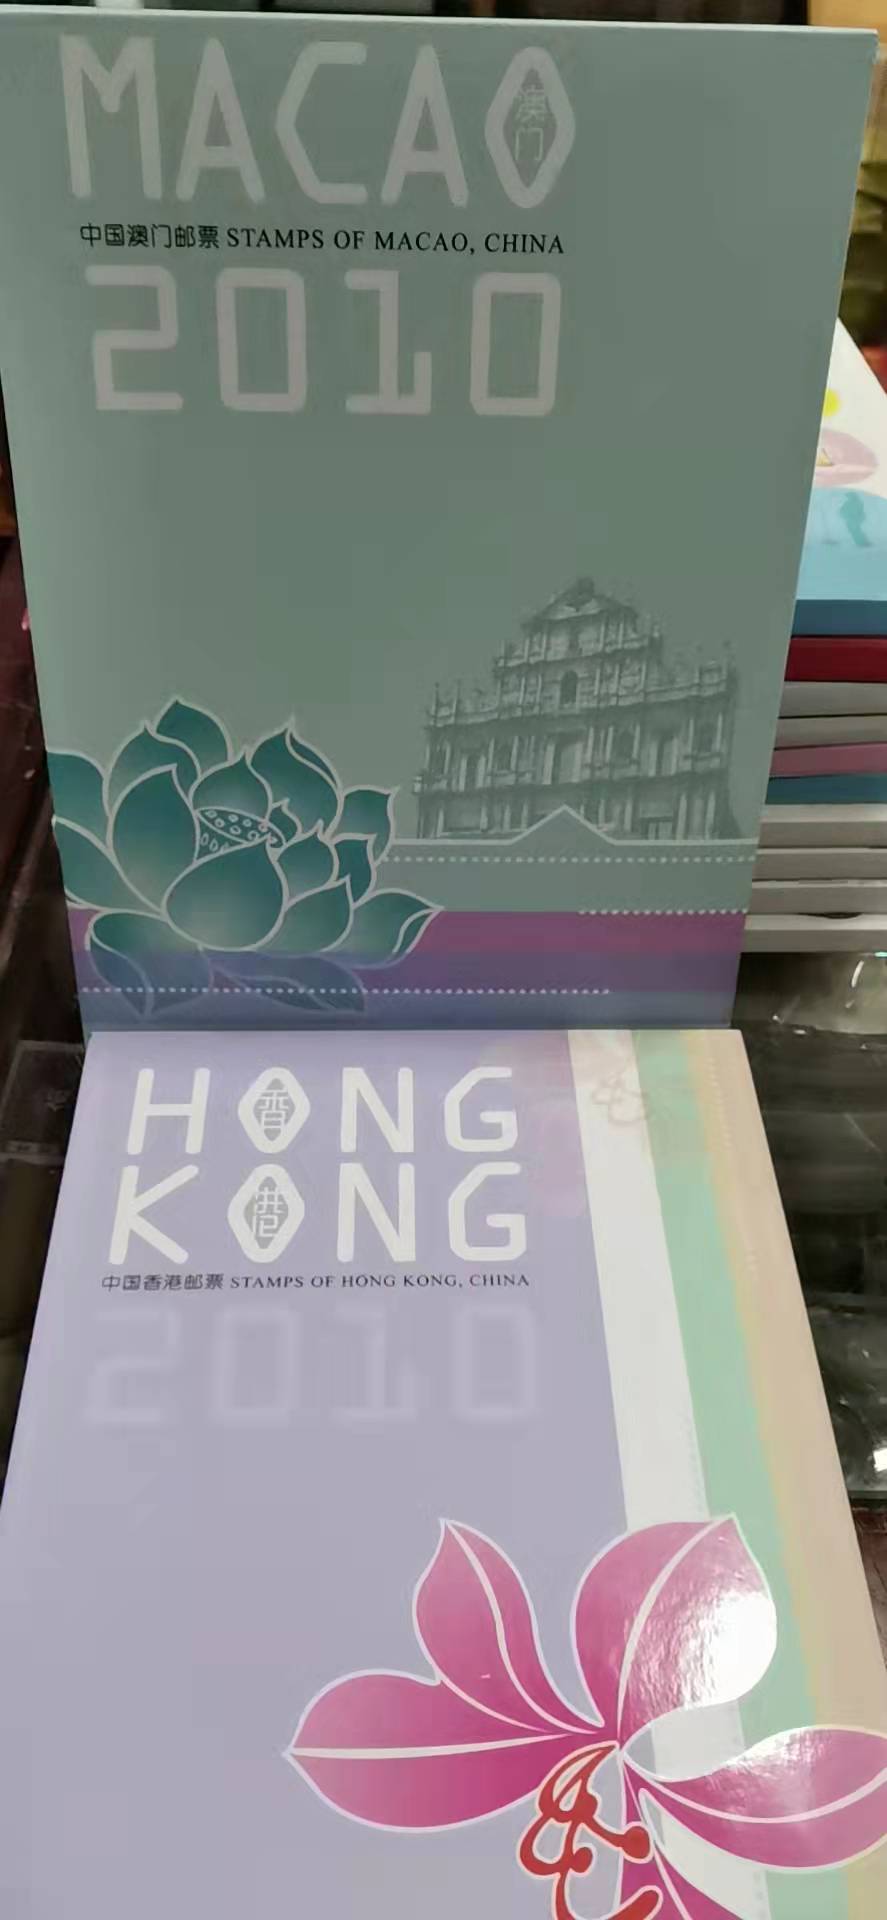 MACAO
澳门
中国澳门邮票 STAMPS OF MACAO, CHINA
2010
HONG
香
KONG
港
中国香港邮票 STAMPS OF HONG KONG, CHINA
2010